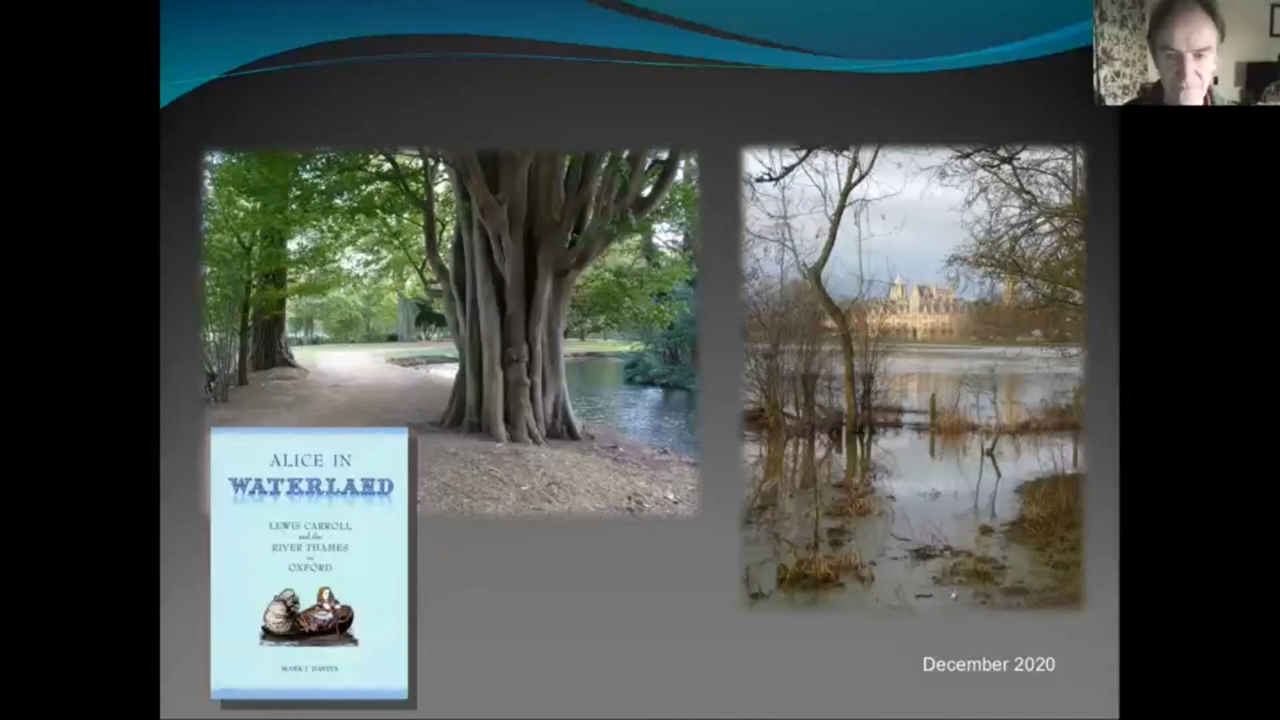 ALICE IN
WATERLAND
LEWIS CARROLL
and the
RIVER THAMES
in
OXFORD
MARK J DAVIES
December 2020